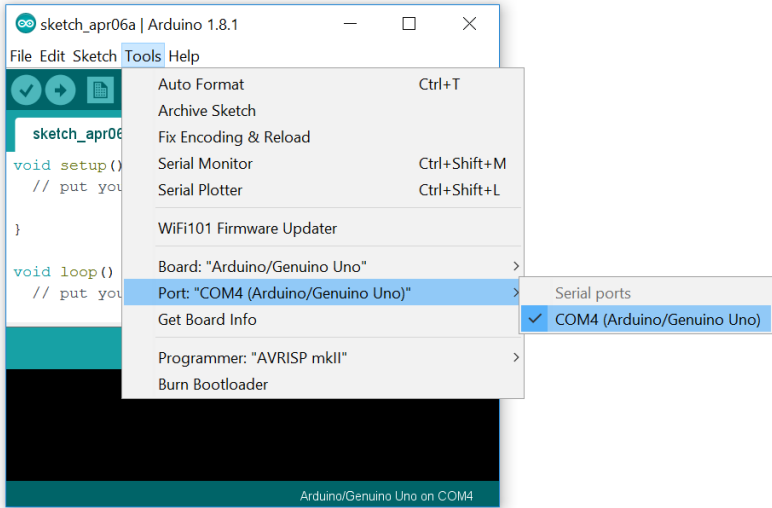 sketch_apr06a | Arduino 1.8.1
File Edit Sketch Tools Help
Auto Format Ctrl+T
Archive Sketch
sketch_apr06
Fix Encoding & Reload
void setup()
Serial Monitor Ctrl+Shift+M
// put you
Serial Plotter Ctrl+Shift+L
}
WiFi101 Firmware Updater
void loop()
Board: "Arduino/Genuino Uno"
// put you
Port: "COM4 (Arduino/Genuino Uno)"
Serial ports
Get Board Info
COM4 (Arduino/Genuino Uno)
Programmer: "AVRISP mkII"
Burn Bootloader
Arduino/Genuino Uno on COM4